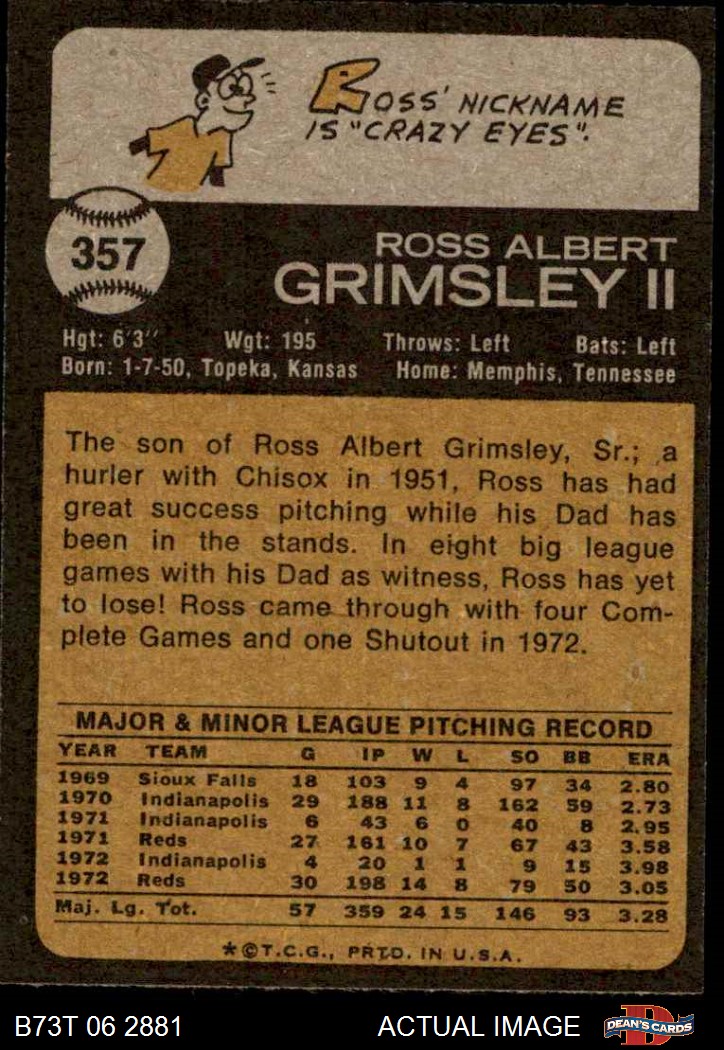 ROSS' NICKNAME
IS "CRAZY EYES".
357
ROSS ALBERT
GRIMSLEY II
Hgt: 6'3" Wgt: 195 Throws: Left Bats: Left
Born: 1-7-50, Topeka, Kansas Home: Memphis, Tennessee
The son of Ross Albert Grimsley, Sr.; a
hurler with Chisox in 1951, Ross has had
great success pitching while his Dad has
been in the stands. In eight big league
games with his Dad as witness, Ross has yet
to lose! Ross came through with four Com-
plete Games and one Shutout in 1972.
MAJOR & MINOR LEAGUE PITCHING RECORD
YEAR TEAM G IP W L SO BB ERA
1969 Sioux Falls 18 103 9 4 97 34 2.80
1970 Indianapolis 29 188 11 8 162 59 2.73
1971 Indianapolis 6 43 6 0 40 8 2.95
1971 Reds 27 161 10 7 67 43 3.58
1972 Indianapolis 4 20 1 1 9 15 3.98
1972 Reds 30 198 14 8 79 50 3.05
Maj. Lg. Tot. 57 359 24 15 146 93 3.28
*©T.C.G., PRTD. IN U.S.A.
B73T 06 2881 ACTUAL IMAGE D DEAN'S CARDS